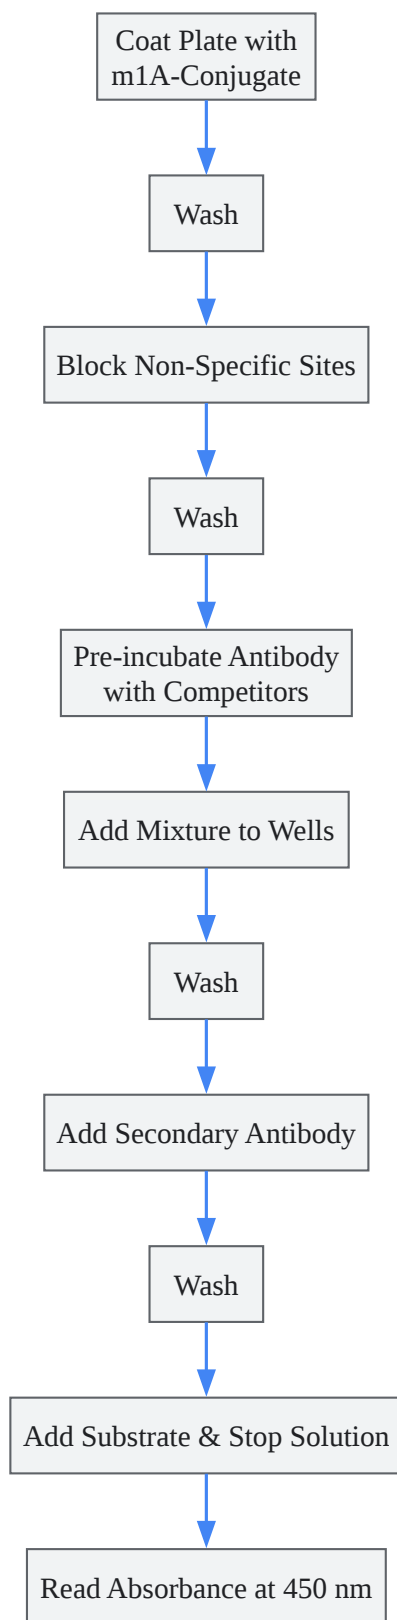 Coat Plate with
m1A-Conjugate
Wash
Block Non-Specific Sites
Wash
Pre-incubate Antibody
with Competitors
Add Mixture to Wells
Wash
Add Secondary Antibody
Wash
Add Substrate & Stop Solution
Read Absorbance at 450 nm